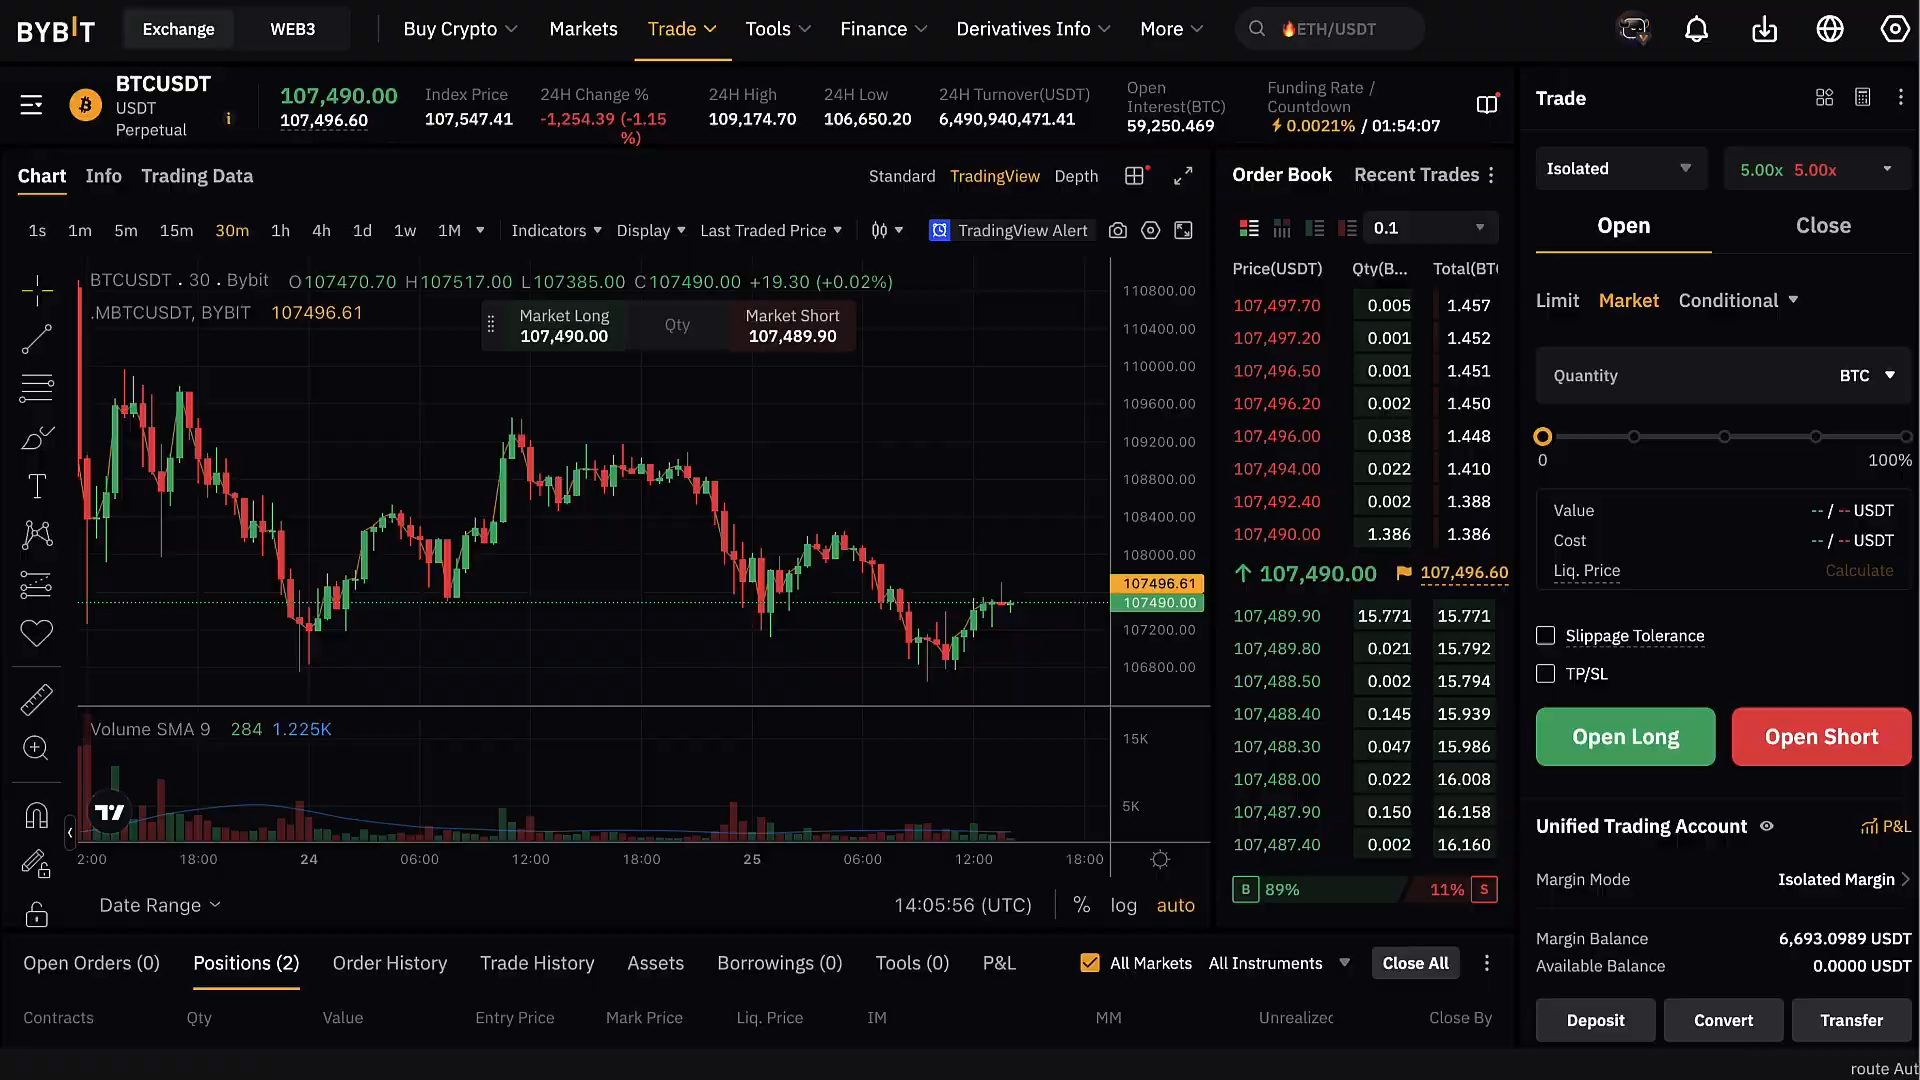 BYBIT
Exchange
WEB3
Buy Crypto
Markets
Trade
Tools
Finance
Derivatives Info
More
ETH/USDT
BTCUSDT
USDT
Perpetual
107,490.00
107,496.60
Index Price
107,547.41
24H Change %
-1,254.39 (-1.15
%)
24H High
109,174.70
24H Low
106,650.20
24H Turnover(USDT)
6,490,940,471.41
Open
Interest(BTC)
59,250.469
Funding Rate /
Countdown
0.0021% / 01:54:07
Trade
Chart
Info
Trading Data
Standard
TradingView
Depth
1s
1m
5m
15m
30m
1h
4h
1d
1w
1M
Indicators
Display
Last Traded Price
TradingView Alert
BTCUSDT . 30 . Bybit O107470.70 H107517.00 L107385.00 C107490.00 +19.30 (+0.02%)
.MBTCUSDT, BYBIT 107496.61
Market Long
107,490.00
Qty
Market Short
107,489.90
110800.00
110400.00
110000.00
109600.00
109200.00
108800.00
108400.00
108000.00
107496.61
107490.00
107200.00
106800.00
Volume SMA 9 284 1.225K
15K
5K
2:00
18:00
24
06:00
12:00
18:00
25
06:00
12:00
18:00
Date Range
14:05:56 (UTC)
%
log
auto
Order Book
Recent Trades
0.1
Price(USDT) Qty(B... Total(BT
107,497.70 0.005 1.457
107,497.20 0.001 1.452
107,496.50 0.001 1.451
107,496.20 0.002 1.450
107,496.00 0.038 1.448
107,494.00 0.022 1.410
107,492.40 0.002 1.388
107,490.00 1.386 1.386
107,490.00 107,496.60
107,489.90 15.771 15.771
107,489.80 0.021 15.792
107,488.50 0.002 15.794
107,488.40 0.145 15.939
107,488.30 0.047 15.986
107,488.00 0.022 16.008
107,487.90 0.150 16.158
107,487.40 0.002 16.160
B 89% 11% S
Isolated
5.00x 5.00x
Open
Close
Limit
Market
Conditional
Quantity
BTC
0
100%
Value -- / -- USDT
Cost -- / -- USDT
Liq. Price Calculate
Slippage Tolerance
TP/SL
Open Long
Open Short
Unified Trading Account
P&L
Margin Mode Isolated Margin
Margin Balance 6,693.0989 USDT
Available Balance 0.0000 USDT
Deposit
Convert
Transfer
Open Orders (0)
Positions (2)
Order History
Trade History
Assets
Borrowings (0)
Tools (0)
P&L
All Markets
All Instruments
Close All
Contracts
Qty
Value
Entry Price
Mark Price
Liq. Price
IM
MM
Unrealized
Close By
route Aut